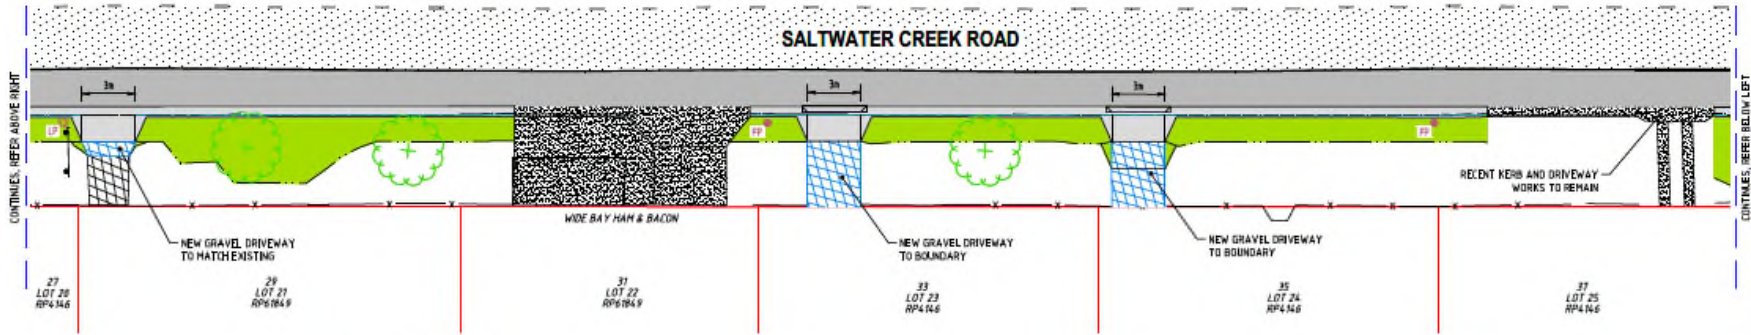 SALTWATER CREEK ROAD
CONTINUES, REFER ABOVE RIGHT
3m
3m
3m
LP
PP
PP
RECENT KERB AND DRIVEWAY
WORKS TO REMAIN
CONTINUES, REFER BELOW LEFT
WIDE BAY HAM & BACON
NEW GRAVEL DRIVEWAY
TO MATCH EXISTING
NEW GRAVEL DRIVEWAY
TO BOUNDARY
NEW GRAVEL DRIVEWAY
TO BOUNDARY
27
LOT 20
RP4146
29
LOT 21
RP61849
31
LOT 22
RP61849
33
LOT 23
RP4146
35
LOT 24
RP4146
37
LOT 25
RP4146